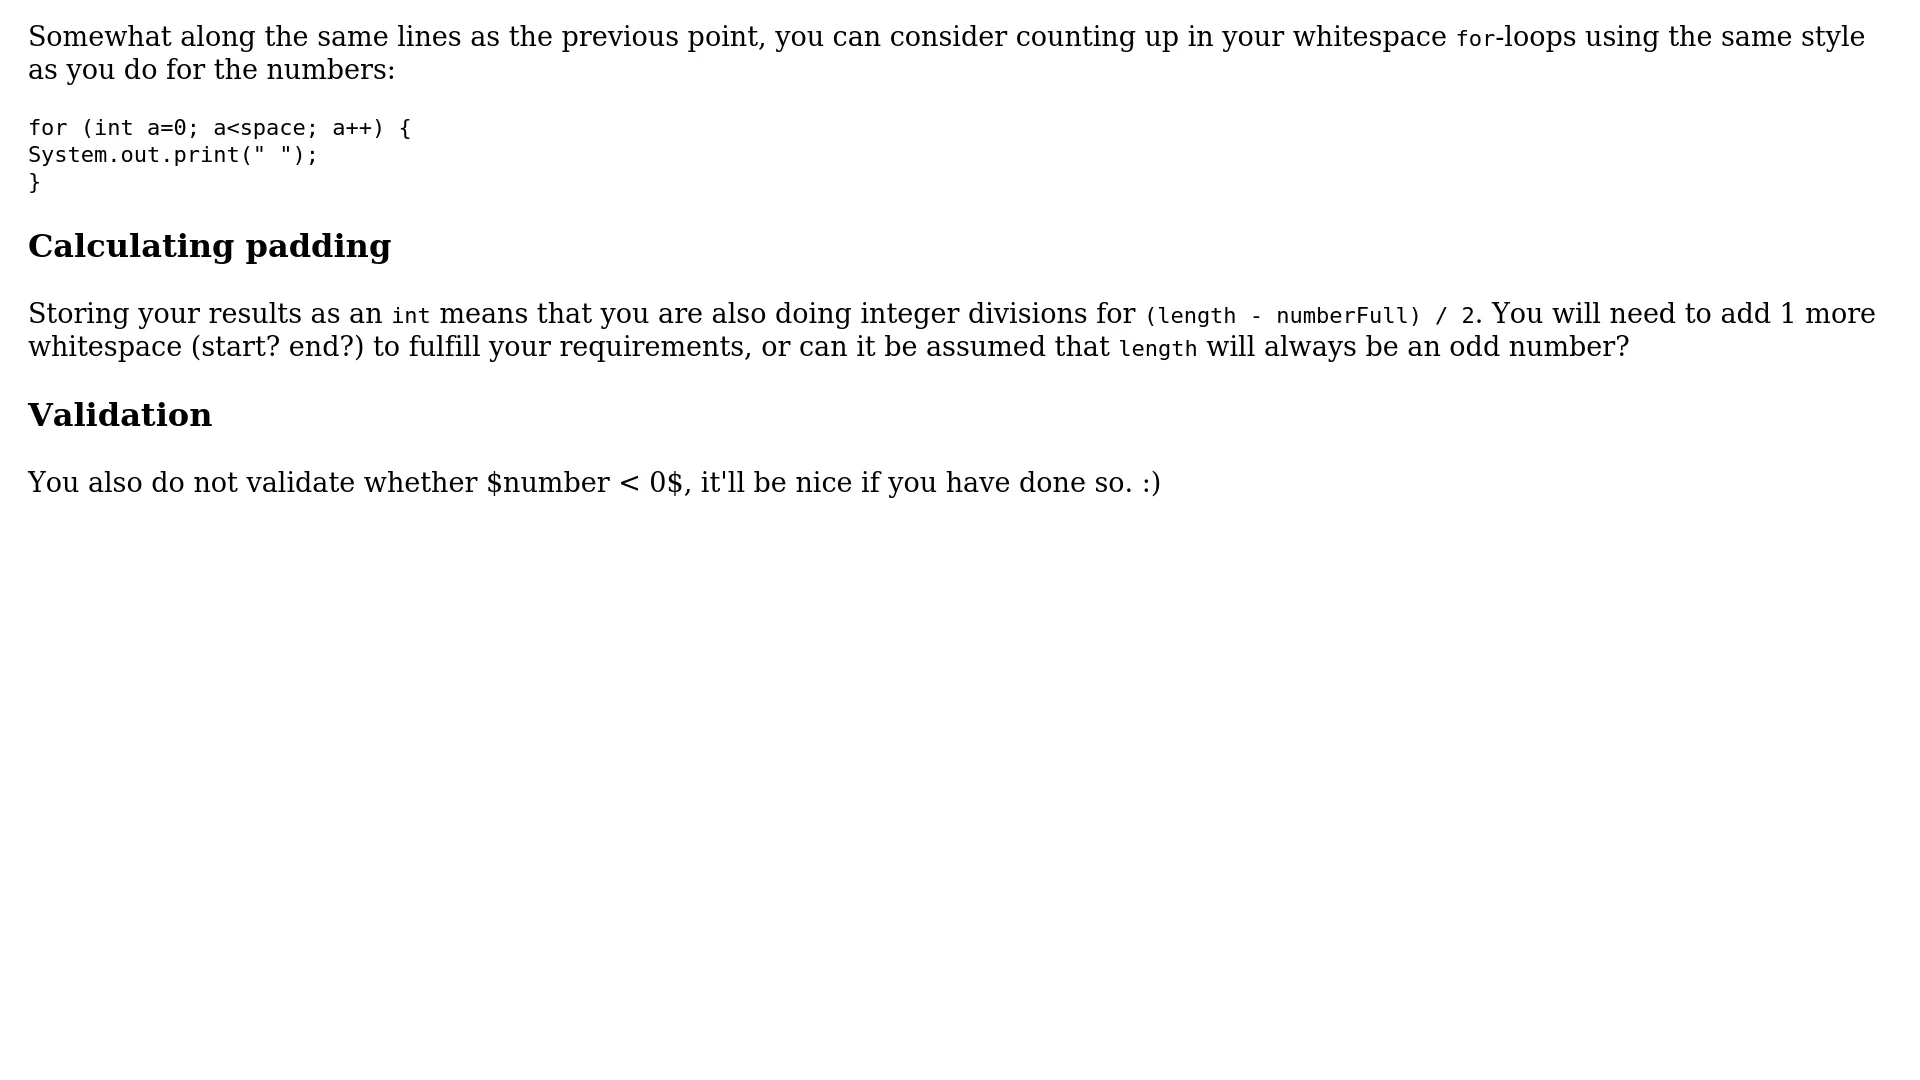 Somewhat along the same lines as the previous point, you can consider counting up in your whitespace for-loops using the same style
as you do for the numbers:
for (int a=0; a<space; a++) {
System.out.print(" ");
}
Calculating padding
Storing your results as an int means that you are also doing integer divisions for (length - numberFull) / 2. You will need to add 1 more
whitespace (start? end?) to fulfill your requirements, or can it be assumed that length will always be an odd number?
Validation
You also do not validate whether $number < 0$, it'll be nice if you have done so. :)